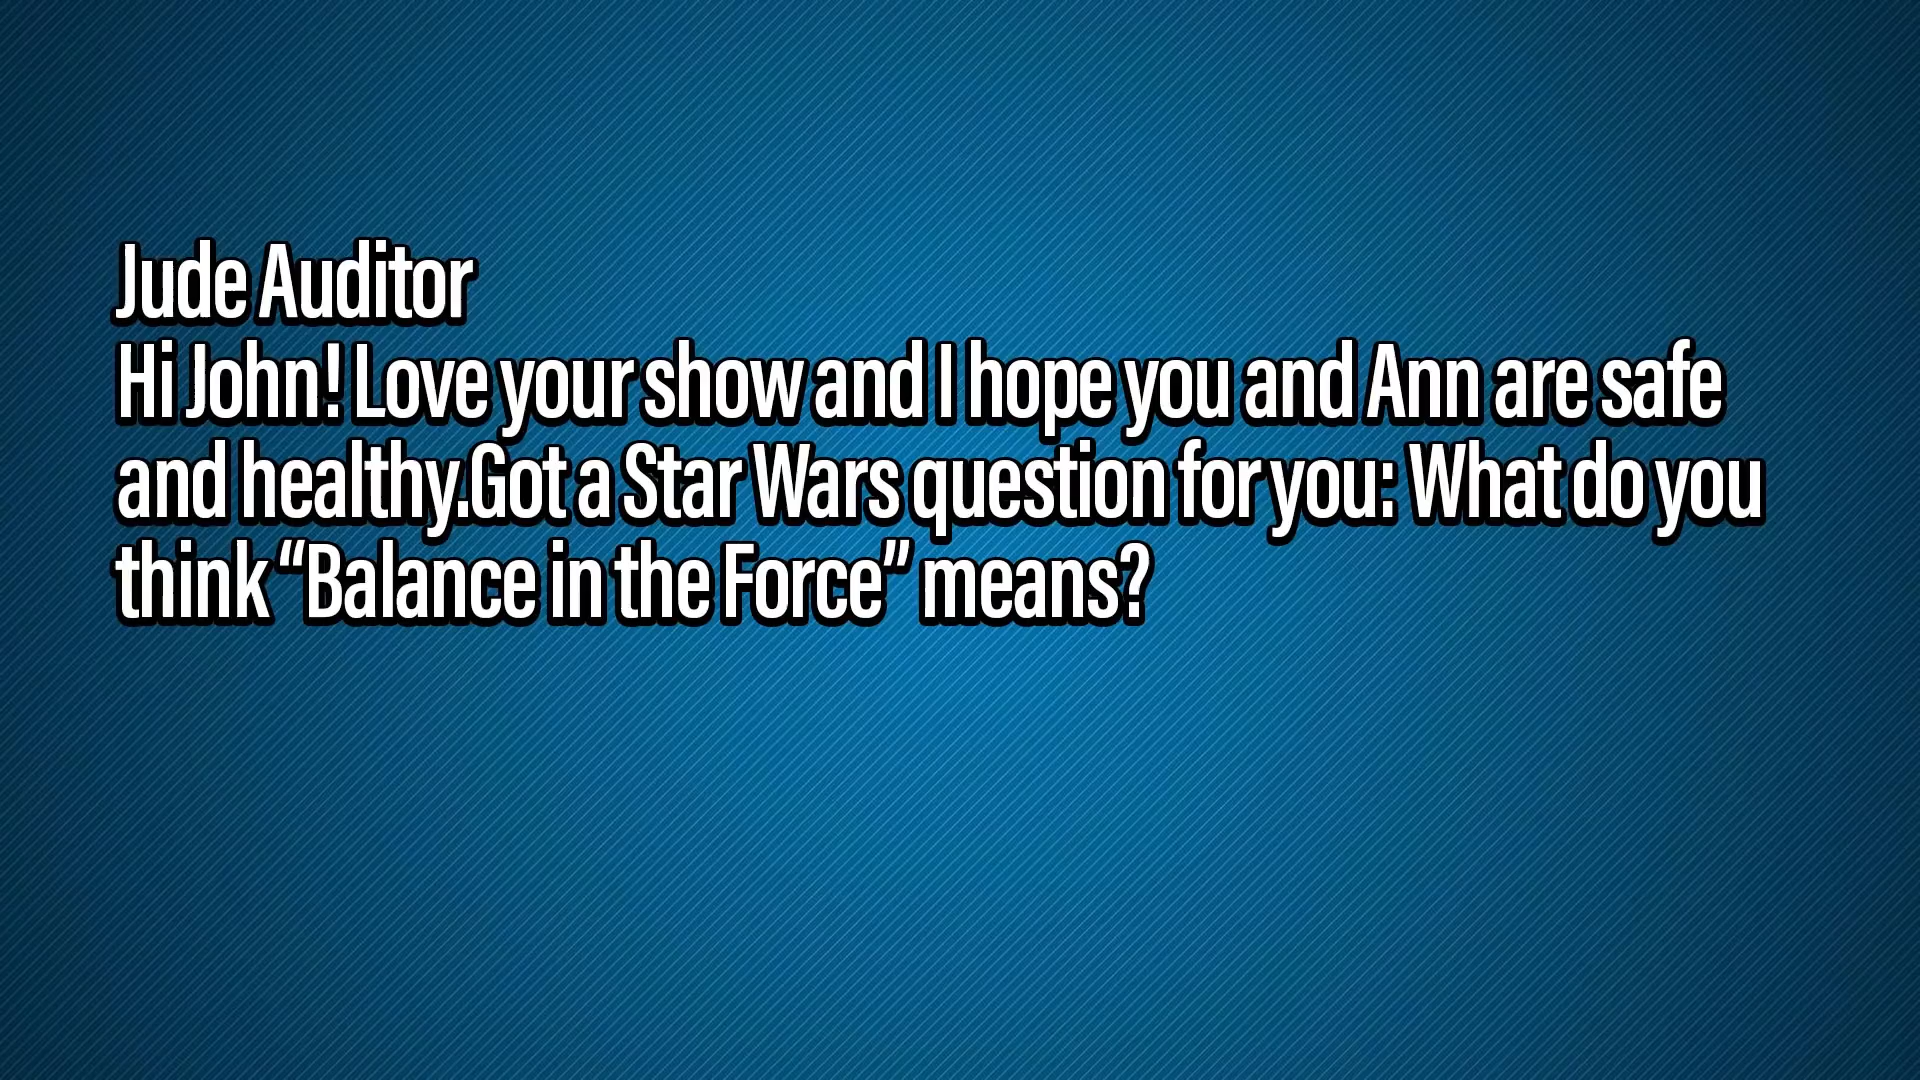 Jude Auditor
Hi John! Love your show and I hope you and Ann are safe
and healthy.Got a Star Wars question for you: What do you
think “Balance in the Force” means?